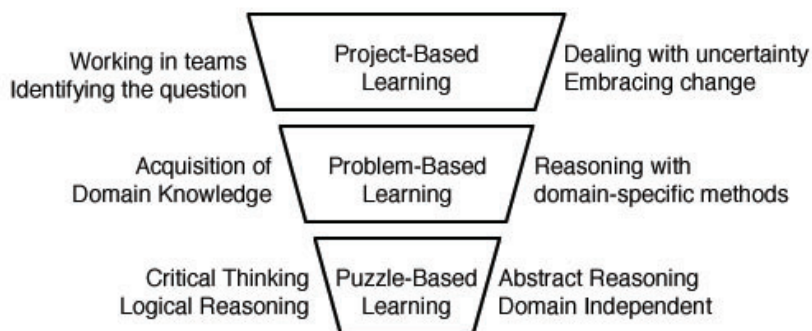 Working in teams
Identifying the question
Project-Based
Learning
Dealing with uncertainty
Embracing change
Acquisition of
Domain Knowledge
Problem-Based
Learning
Reasoning with
domain-specific methods
Critical Thinking
Logical Reasoning
Puzzle-Based
Learning
Abstract Reasoning
Domain Independent